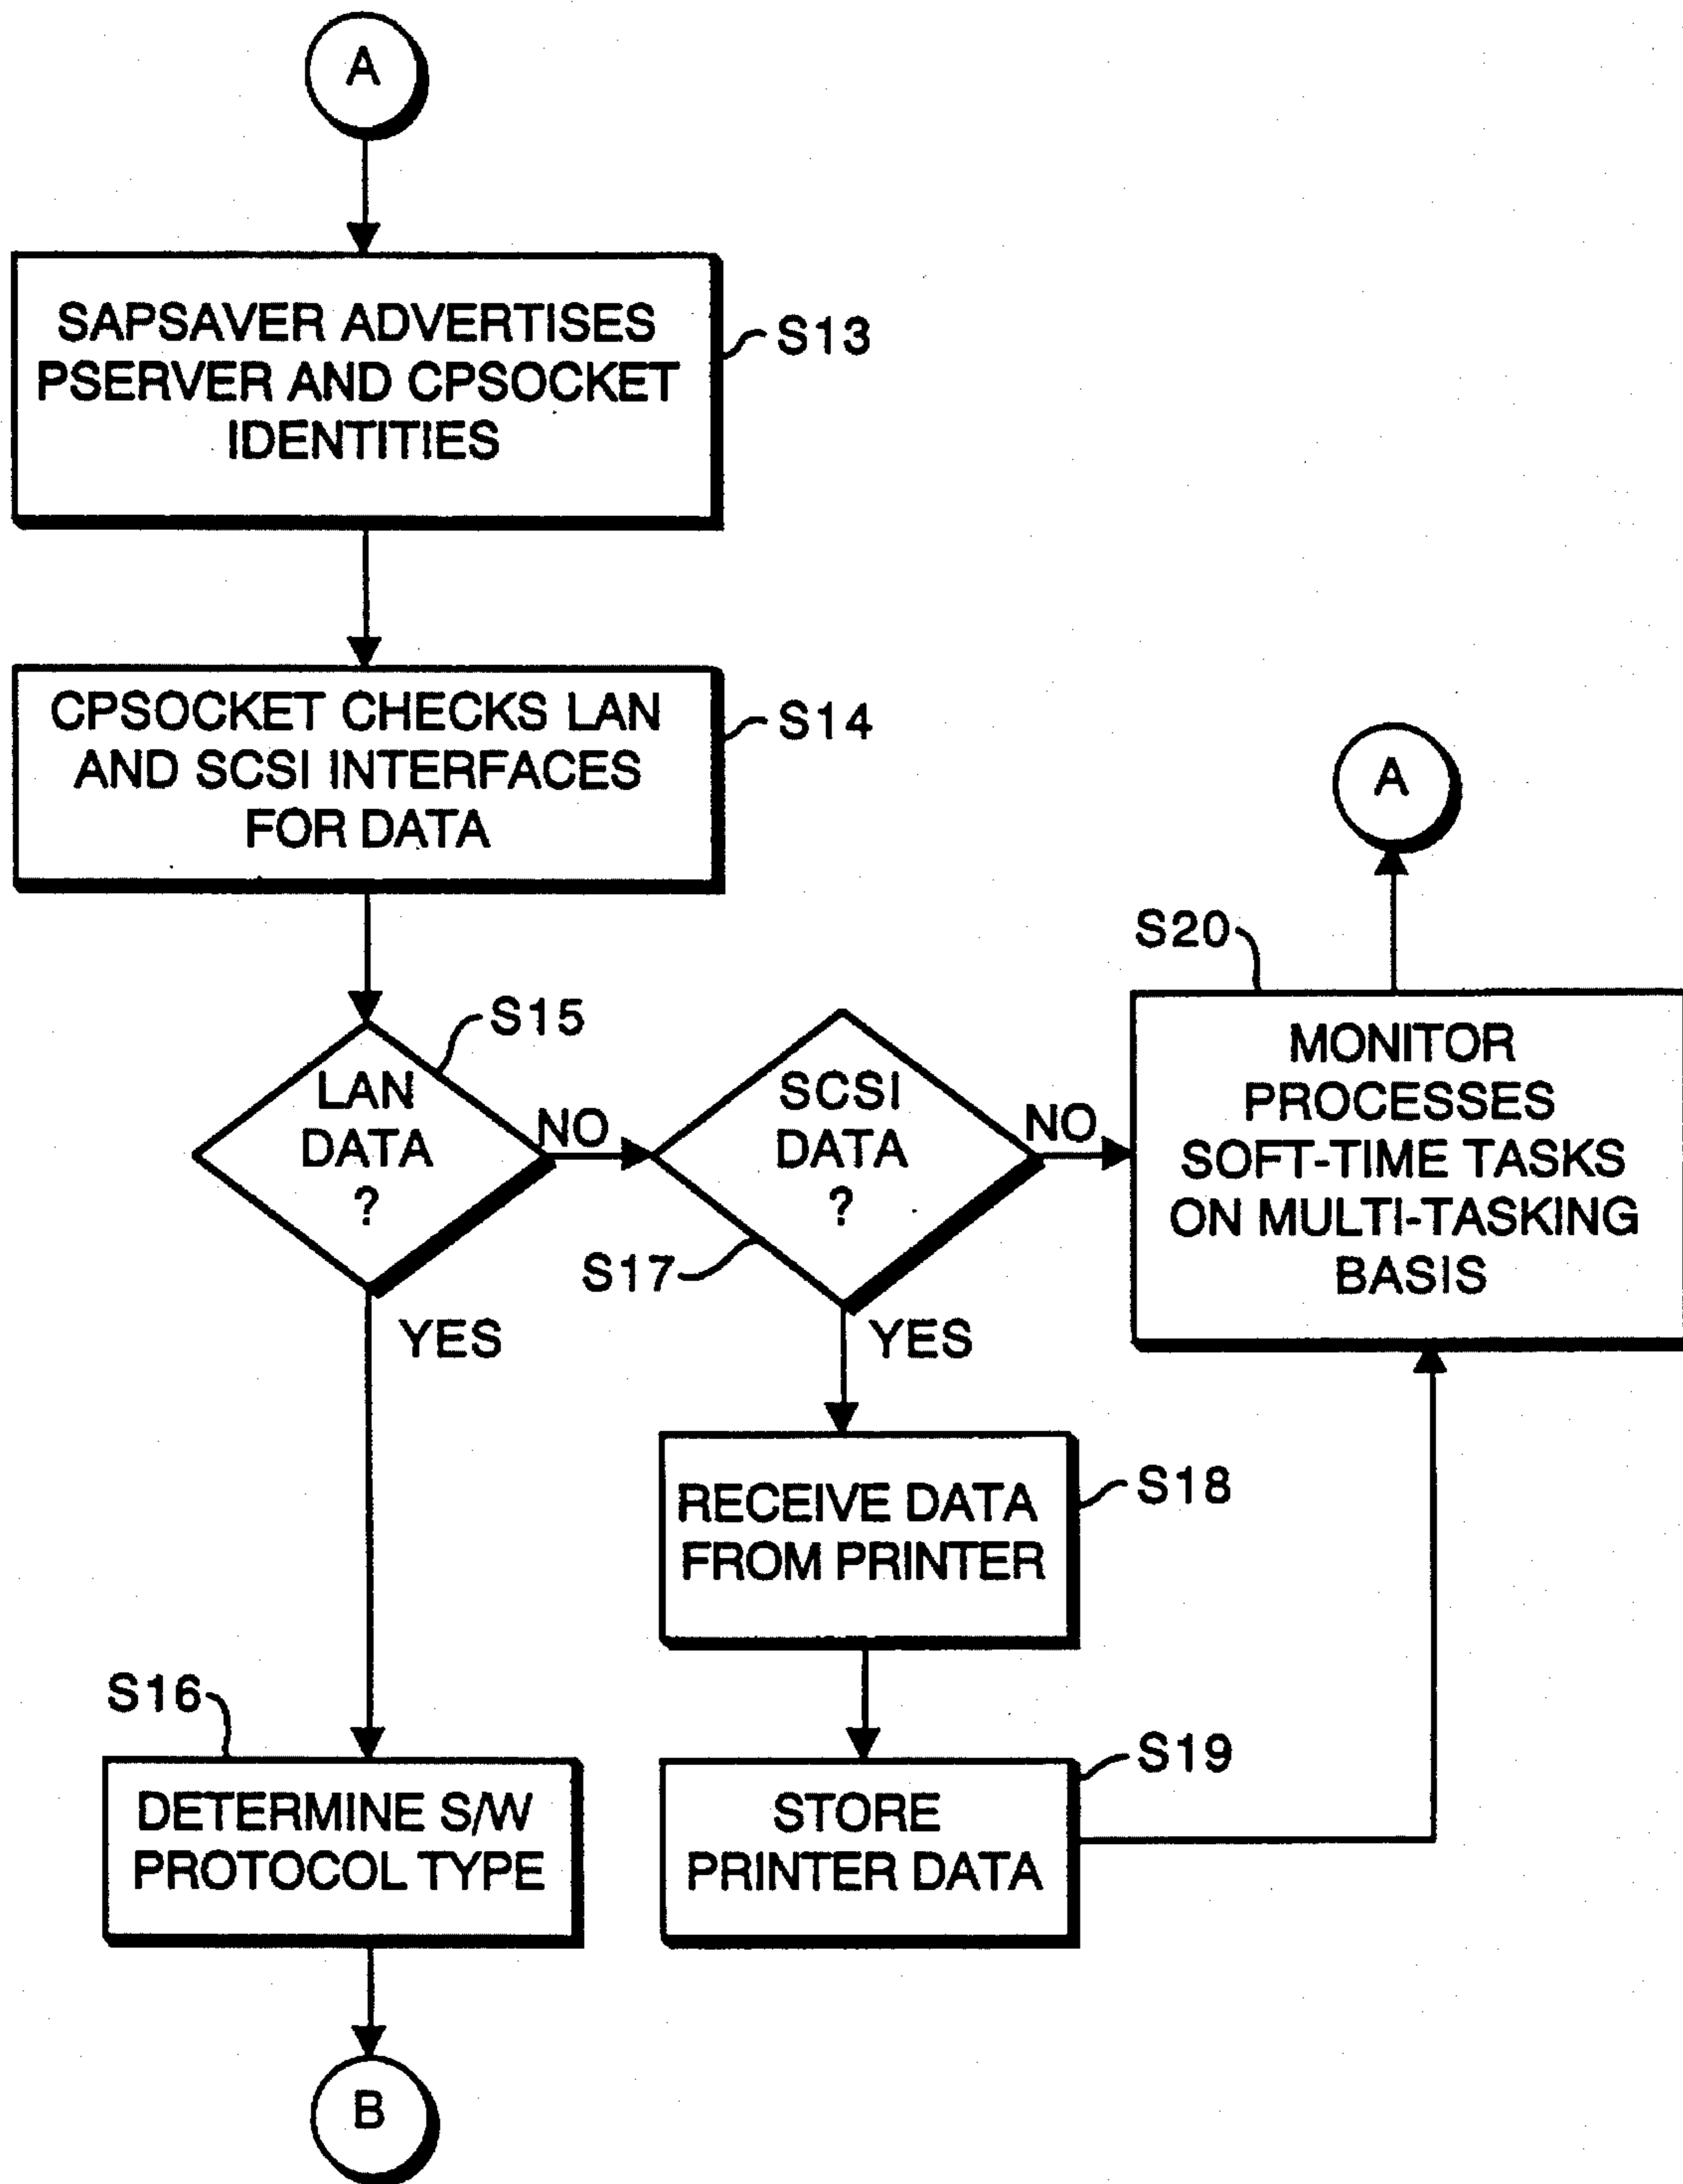 A
SAPSAVER ADVERTISES
PSERVER AND CPSOCKET
IDENTITIES
S13
CPSOCKET CHECKS LAN
AND SCSI INTERFACES
FOR DATA
S14
A
S20
S15
LAN
DATA
?
NO
SCSI
DATA
?
NO
S17
MONITOR
PROCESSES
SOFT-TIME TASKS
ON MULTI-TASKING
BASIS
YES
YES
RECEIVE DATA
FROM PRINTER
S18
S16
DETERMINE S/W
PROTOCOL TYPE
STORE
PRINTER DATA
S19
B